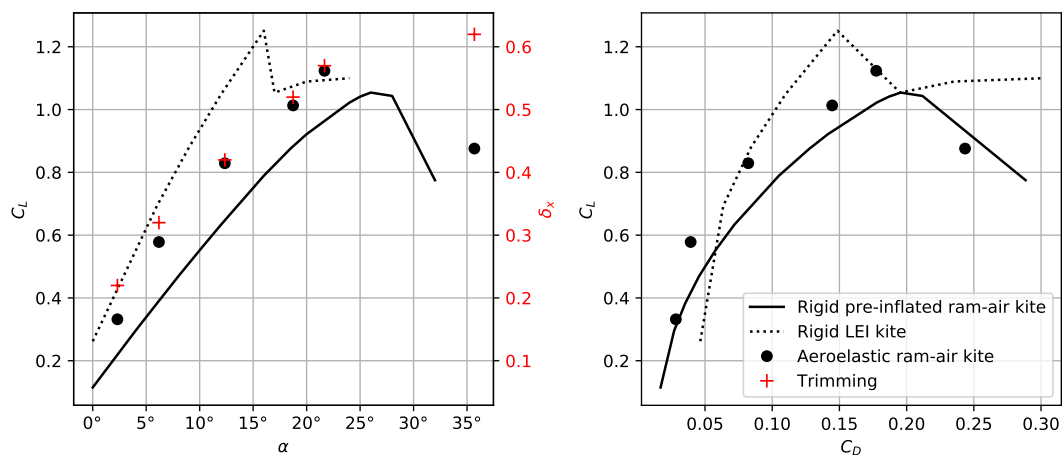 1.2
1.0
0.8
0.6
0.4
0.2
C_L
0° 5° 10° 15° 20° 25° 30° 35°
α
0.6
0.5
0.4
0.3
0.2
0.1
δ_x
1.2
1.0
0.8
0.6
0.4
0.2
C_L
0.05 0.10 0.15 0.20 0.25 0.30
C_D
Rigid pre-inflated ram-air kite
Rigid LEI kite
Aeroelastic ram-air kite
Trimming